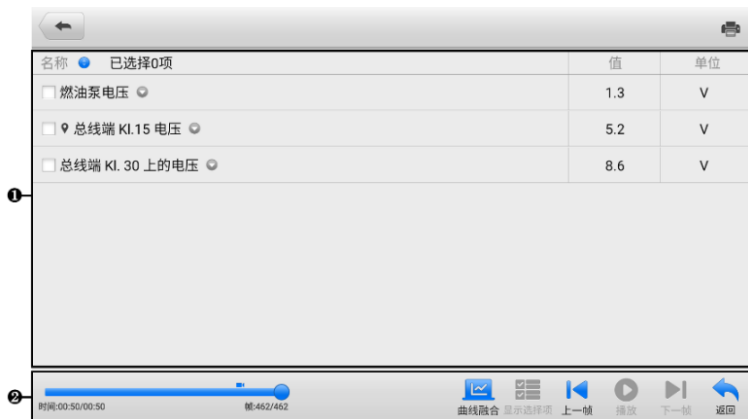 名称 已选择0项 值 单位
燃油泵电压 1.3 V
总线端 Kl.15 电压 5.2 V
总线端 Kl. 30 上的电压 8.6 V
❶
❷
时间:00:50/00:50 帧:462/462 曲线融合 显示选择项 上一帧 播放 下一帧 返回